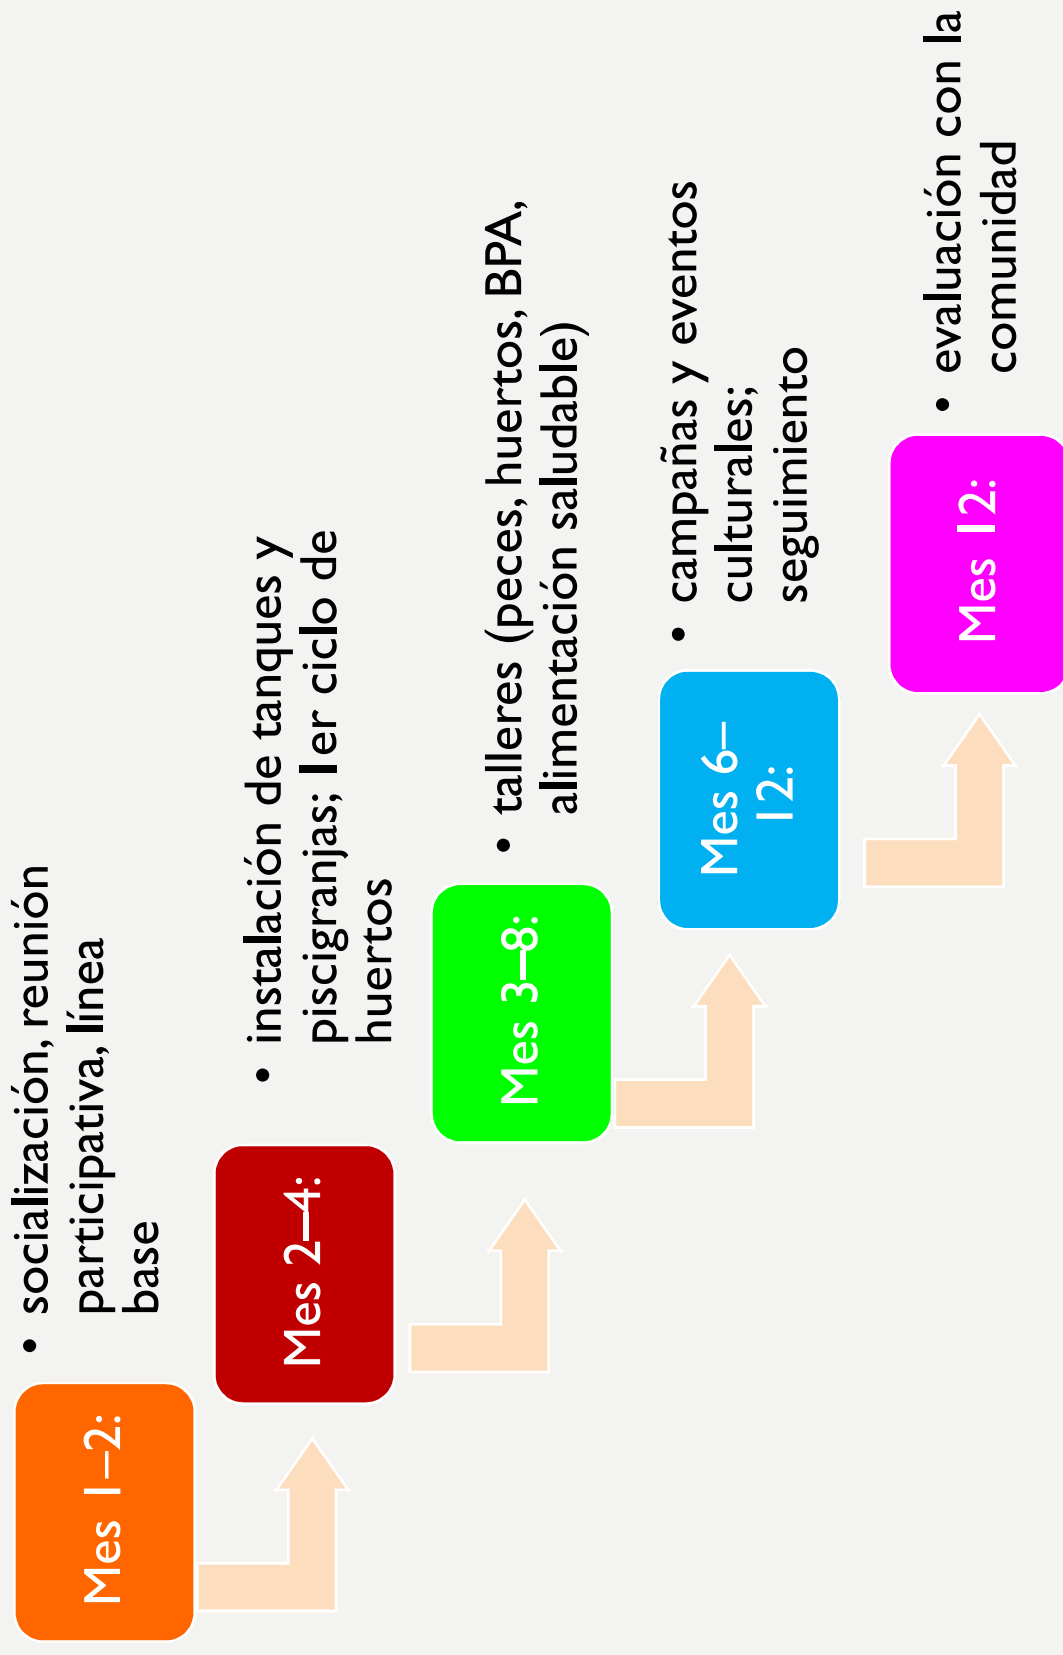 Mes 1–2:
• socialización, reunión
participativa, línea
base
Mes 2–4:
• instalación de tanques y
piscigranjas; 1er ciclo de
huertos
Mes 3–8:
• talleres (peces, huertos, BPA,
alimentación saludable)
Mes 6–
12:
• campañas y eventos
culturales;
seguimiento
Mes 12:
• evaluación con la
comunidad